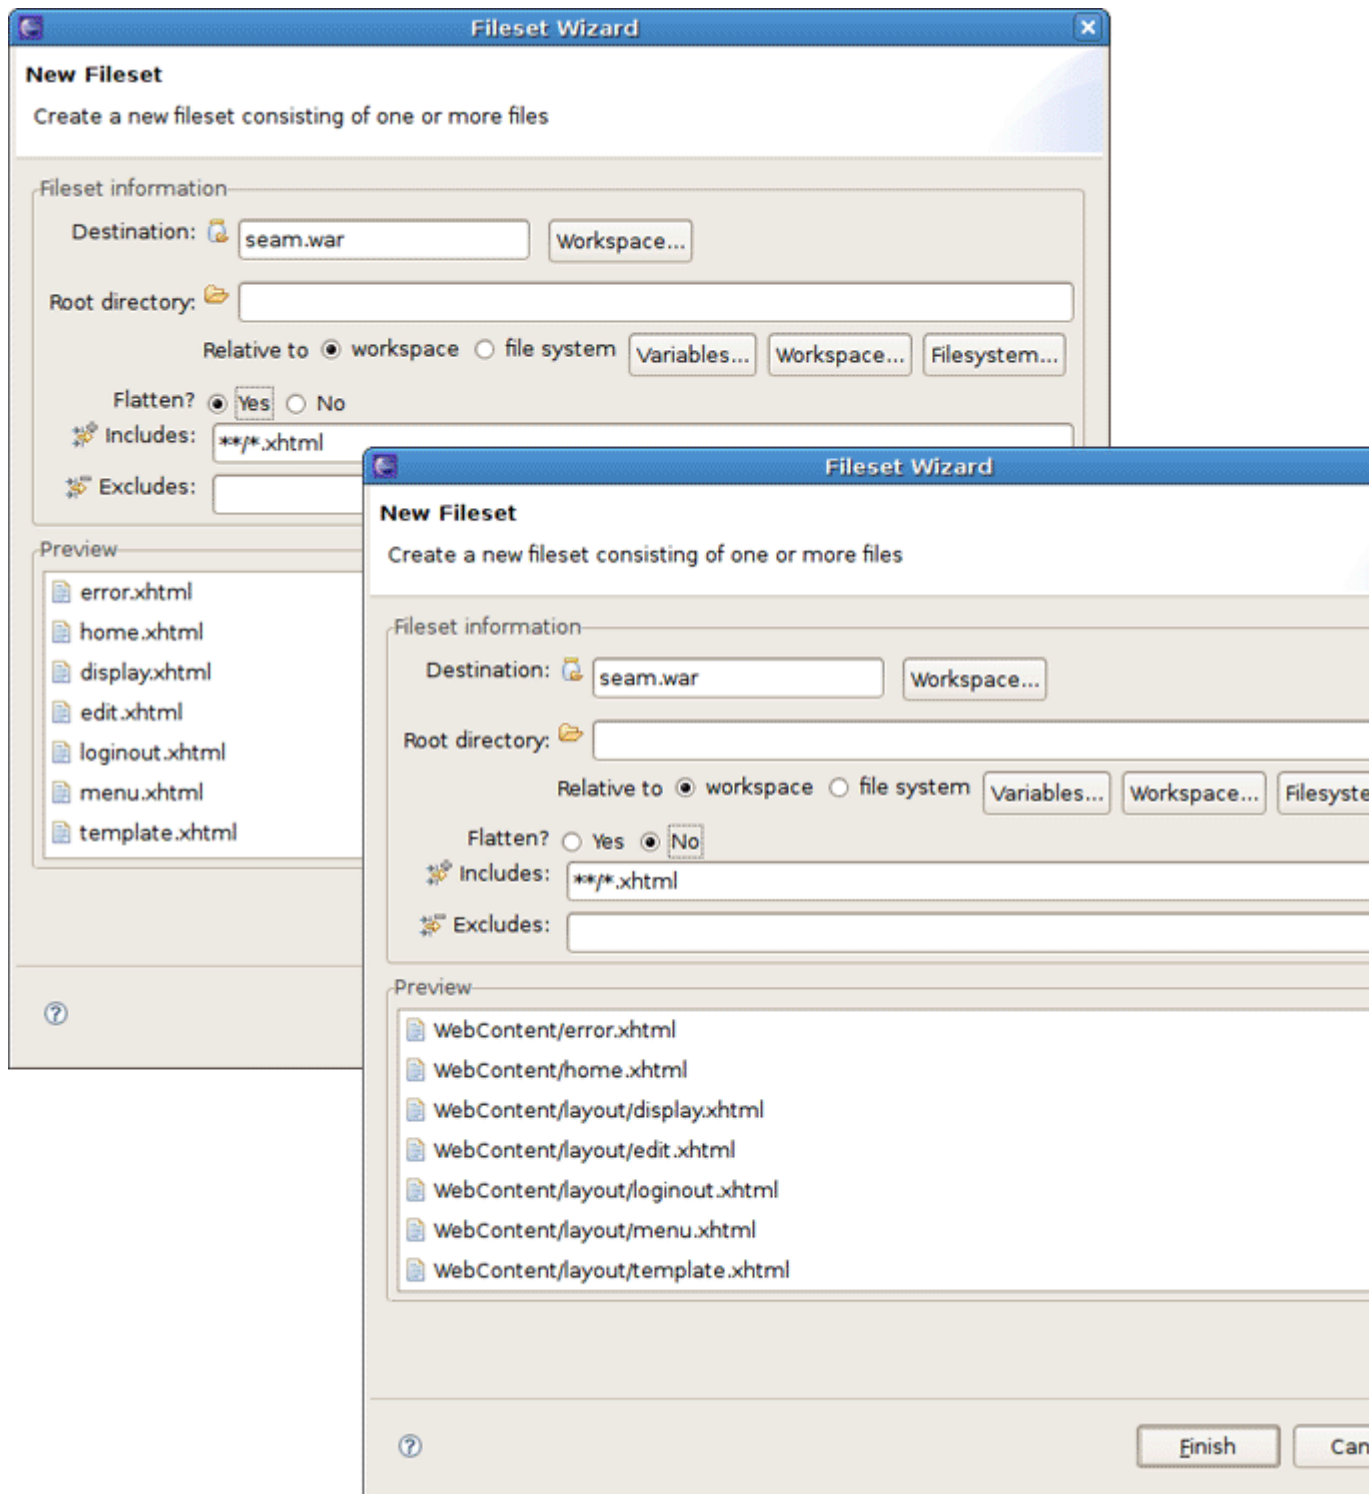 Fileset Wizard
New Fileset
Create a new fileset consisting of one or more files
Fileset information
Destination: seam.war Workspace...
Root directory:
Relative to workspace file system Variables... Workspace... Filesystem...
Flatten? Yes No
Includes: **/*.xhtml
Excludes:
Preview
error.xhtml
home.xhtml
display.xhtml
edit.xhtml
loginout.xhtml
menu.xhtml
template.xhtml
Fileset Wizard
New Fileset
Create a new fileset consisting of one or more files
Fileset information
Destination: seam.war Workspace...
Root directory:
Relative to workspace file system Variables... Workspace... Filesyste
Flatten? Yes No
Includes: **/*.xhtml
Excludes:
Preview
WebContent/error.xhtml
WebContent/home.xhtml
WebContent/layout/display.xhtml
WebContent/layout/edit.xhtml
WebContent/layout/loginout.xhtml
WebContent/layout/menu.xhtml
WebContent/layout/template.xhtml
Finish Can